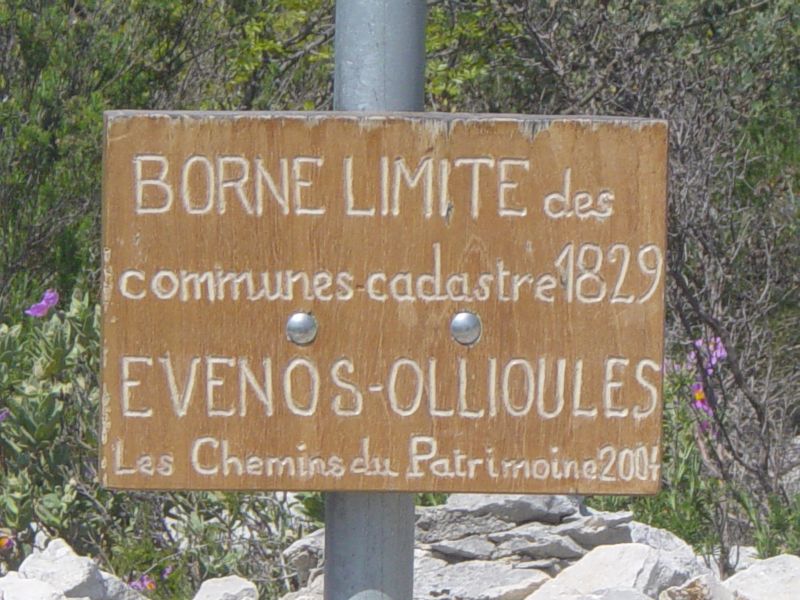 BORNE LIMITE des
communes-cadastre 1829
EVENOS-OLLIOULES
Les Chemins du Patrimoine 2004